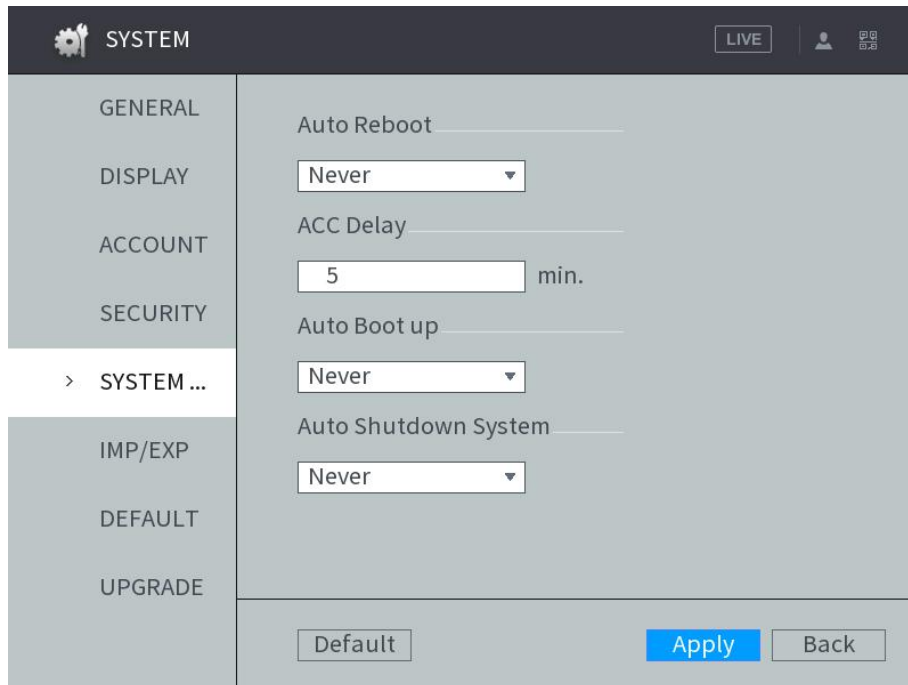 SYSTEM
LIVE
GENERAL
DISPLAY
ACCOUNT
SECURITY
> SYSTEM ...
IMP/EXP
DEFAULT
UPGRADE
Auto Reboot
Never
ACC Delay
5 min.
Auto Boot up
Never
Auto Shutdown System
Never
Default
Apply
Back